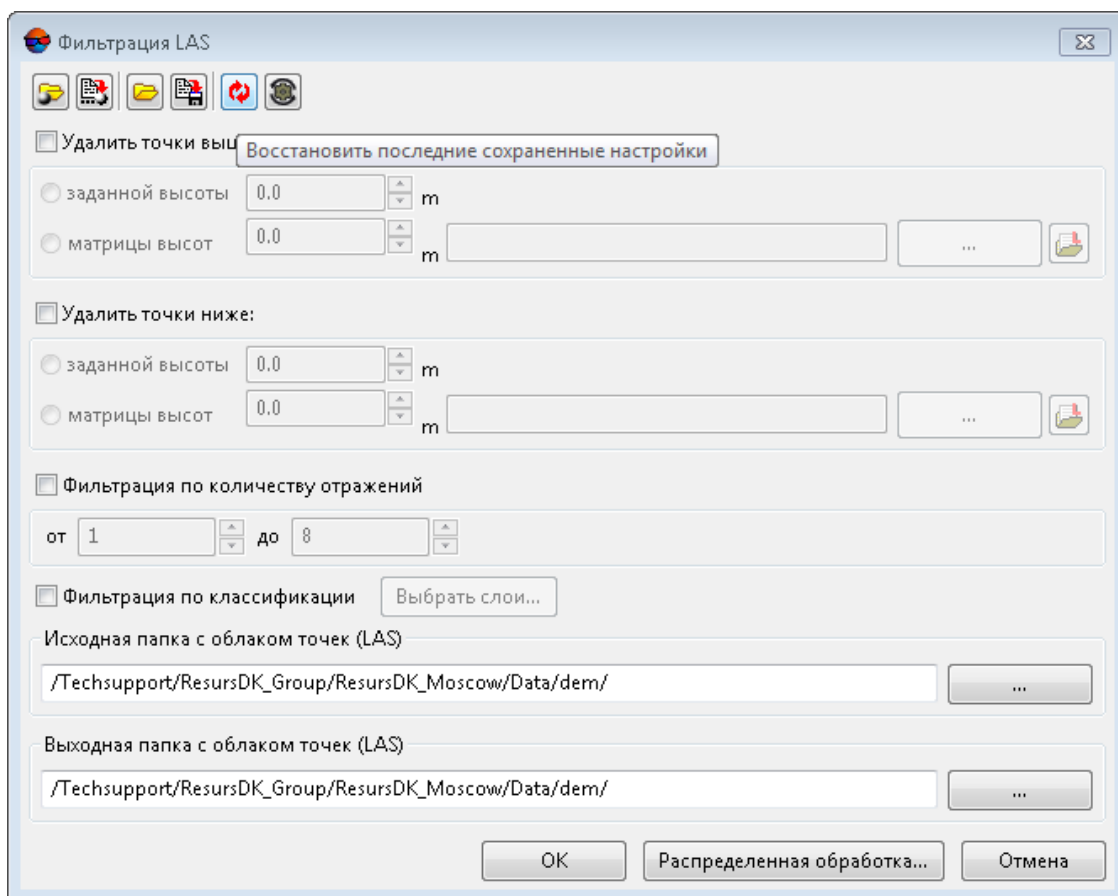 Фильтрация LAS
Удалить точки
Восстановить последние сохраненные настройки
заданной высоты 0.0 m
матрицы высот 0.0 m ...
Удалить точки ниже:
заданной высоты 0.0 m
матрицы высот 0.0 m ...
Фильтрация по количеству отражений
от 1 до 8
Фильтрация по классификации Выбрать слои...
Исходная папка с облаком точек (LAS)
/Techsupport/ResursDK_Group/ResursDK_Moscow/Data/dem/ ...
Выходная папка с облаком точек (LAS)
/Techsupport/ResursDK_Group/ResursDK_Moscow/Data/dem/ ...
OK Распределенная обработка... Отмена